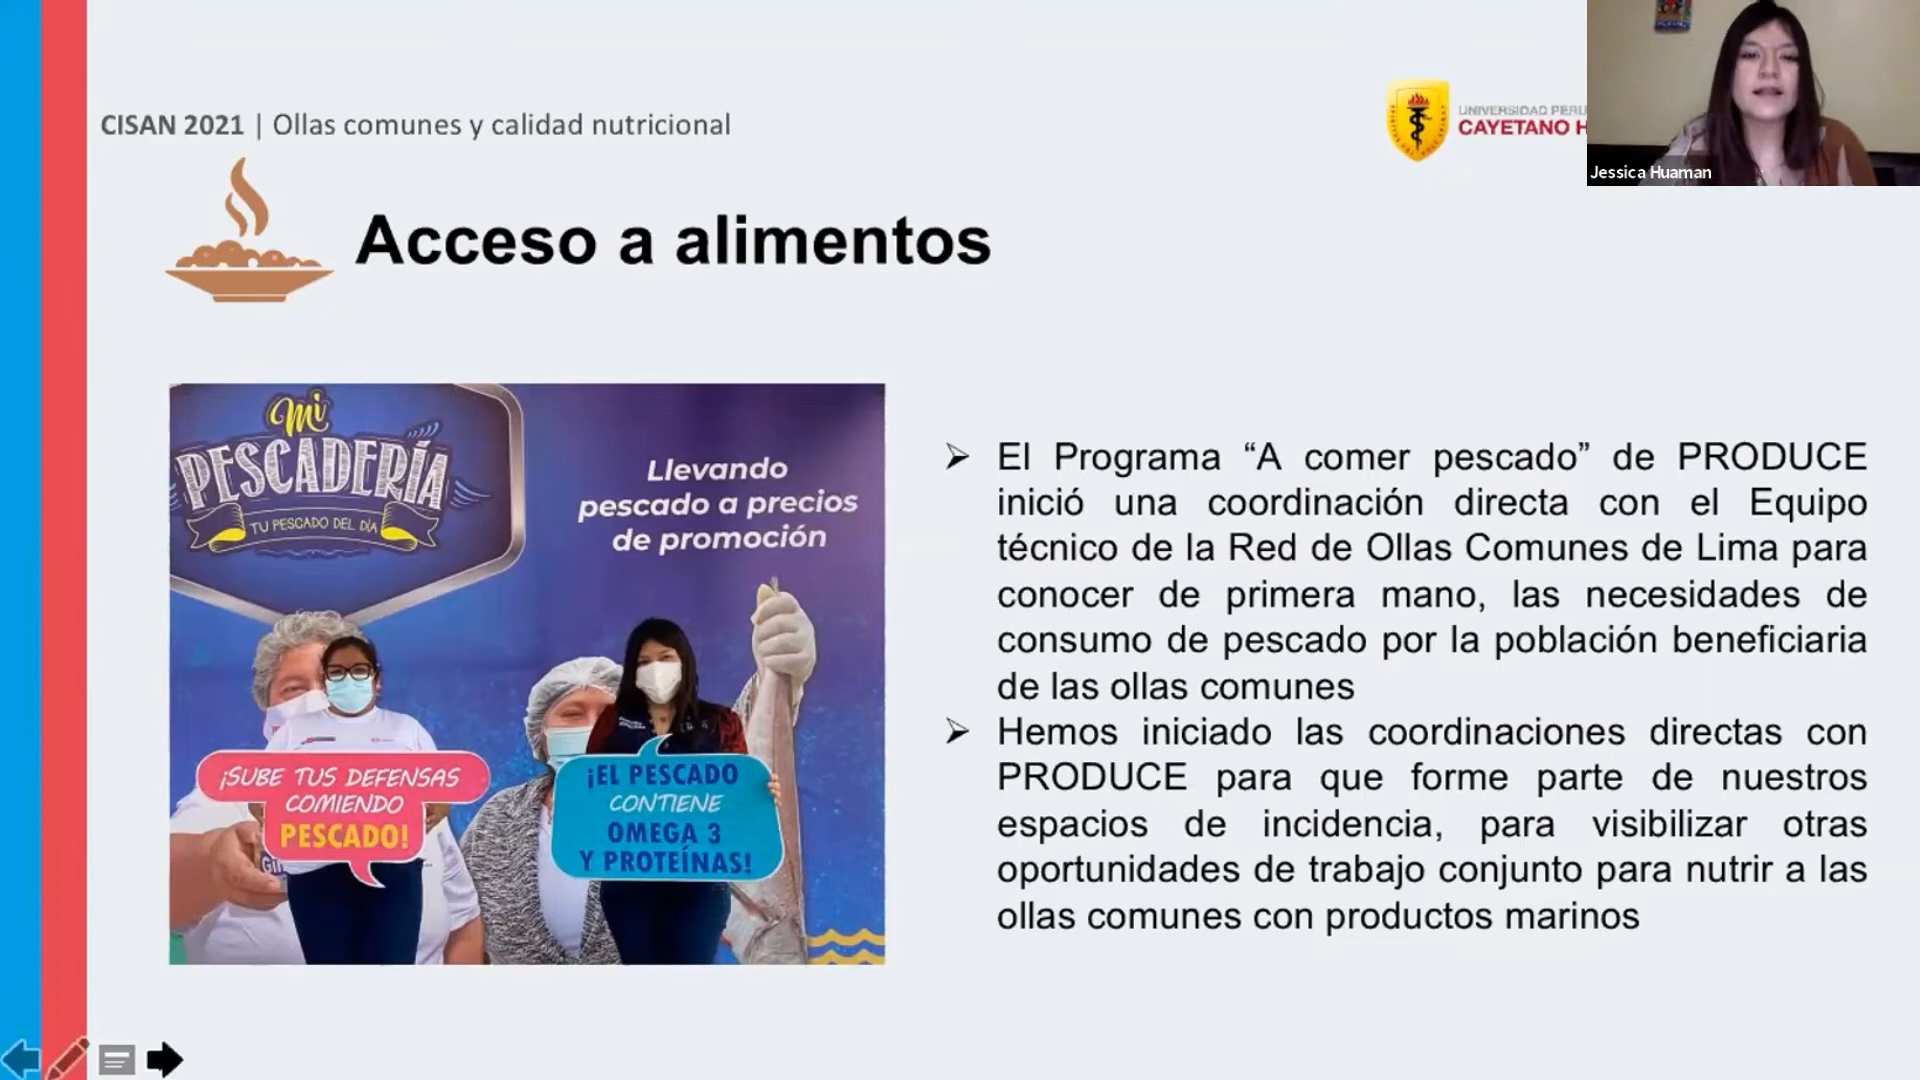 CISAN 2021 | Ollas comunes y calidad nutricional
UNIVERSIDAD PERU
CAYETANO H
Jessica Huaman
Acceso a alimentos
Mi
PESCADERÍA
TU PESCADO DEL DÍA
Llevando
pescado a precios
de promoción
¡SUBE TUS DEFENSAS
COMIENDO
PESCADO!
¡EL PESCADO
CONTIENE
OMEGA 3
Y PROTEÍNAS!
El Programa “A comer pescado” de PRODUCE
inició una coordinación directa con el Equipo
técnico de la Red de Ollas Comunes de Lima para
conocer de primera mano, las necesidades de
consumo de pescado por la población beneficiaria
de las ollas comunes
Hemos iniciado las coordinaciones directas con
PRODUCE para que forme parte de nuestros
espacios de incidencia, para visibilizar otras
oportunidades de trabajo conjunto para nutrir a las
ollas comunes con productos marinos